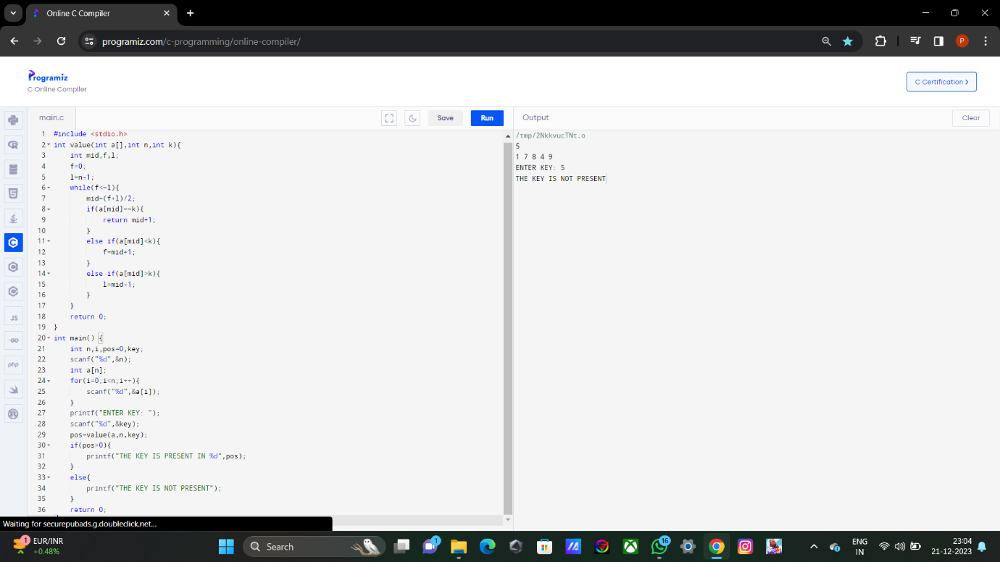 Online C Compiler
programiz.com/c-programming/online-compiler/
P
Programiz
C Online Compiler
C Certification >
main.c
Save
Run
Output
Clear
1 #include <stdio.h>
2 int value(int a[],int n,int k){
3 int mid,f,l;
4 f=0;
5 l=n-1;
6 while(f<=l){
7 mid=(f+l)/2;
8 if(a[mid]==k){
9 return mid+1;
10 }
11 else if(a[mid]<k){
12 f=mid+1;
13 }
14 else if(a[mid]>k){
15 l=mid-1;
16 }
17 }
18 return 0;
19 }
20 int main() {
21 int n,i,pos=0,key;
22 scanf("%d",&n);
23 int a[n];
24 for(i=0;i<n;i++){
25 scanf("%d",&a[i]);
26 }
27 printf("ENTER KEY: ");
28 scanf("%d",&key);
29 pos=value(a,n,key);
30 if(pos>0){
31 printf("THE KEY IS PRESENT IN %d",pos);
32 }
33 else{
34 printf("THE KEY IS NOT PRESENT");
35 }
36 return 0;
/tmp/2NkkvucTNt.o
5
1 7 8 4 9
ENTER KEY: 5
THE KEY IS NOT PRESENT
JS
GO
php
Waiting for securepubads.g.doubleclick.net...
1
EUR/INR
+0.48%
Search
1
16
ENG
IN
23:04
21-12-2023